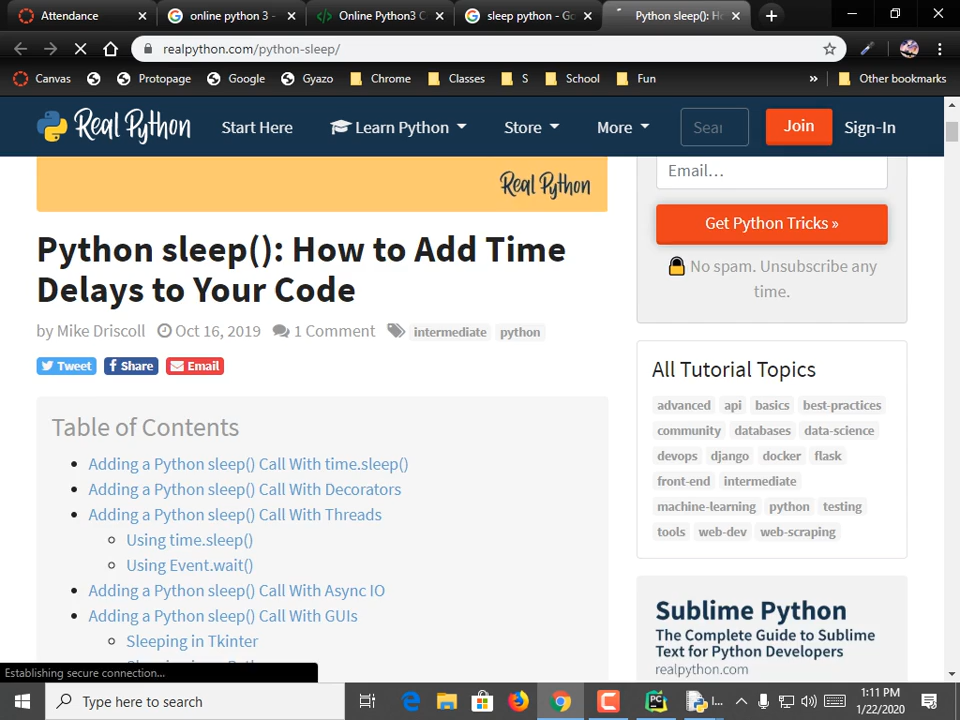 Attendance
online python 3 -
Online Python3 C
sleep python - Go
Python sleep(): H
realpython.com/python-sleep/
Canvas
Protopage
Google
Gyazo
Chrome
Classes
S
School
Fun
»
Other bookmarks
Real Python
Start Here
Learn Python
Store
More
Sear
Join
Sign-In
Real Python
Email…
Get Python Tricks »
No spam. Unsubscribe any
time.
Python sleep(): How to Add Time
Delays to Your Code
by Mike Driscoll Oct 16, 2019 1 Comment intermediate python
Tweet Share Email
Table of Contents
Adding a Python sleep() Call With time.sleep()
Adding a Python sleep() Call With Decorators
Adding a Python sleep() Call With Threads
Using time.sleep()
Using Event.wait()
Adding a Python sleep() Call With Async IO
Adding a Python sleep() Call With GUIs
Sleeping in Tkinter
All Tutorial Topics
advanced api basics best-practices
community databases data-science
devops django docker flask
front-end intermediate
machine-learning python testing
tools web-dev web-scraping
Sublime Python
The Complete Guide to Sublime
Text for Python Developers
realpython.com
Establishing secure connection...
Type here to search
PC
I...
1:11 PM
1/22/2020